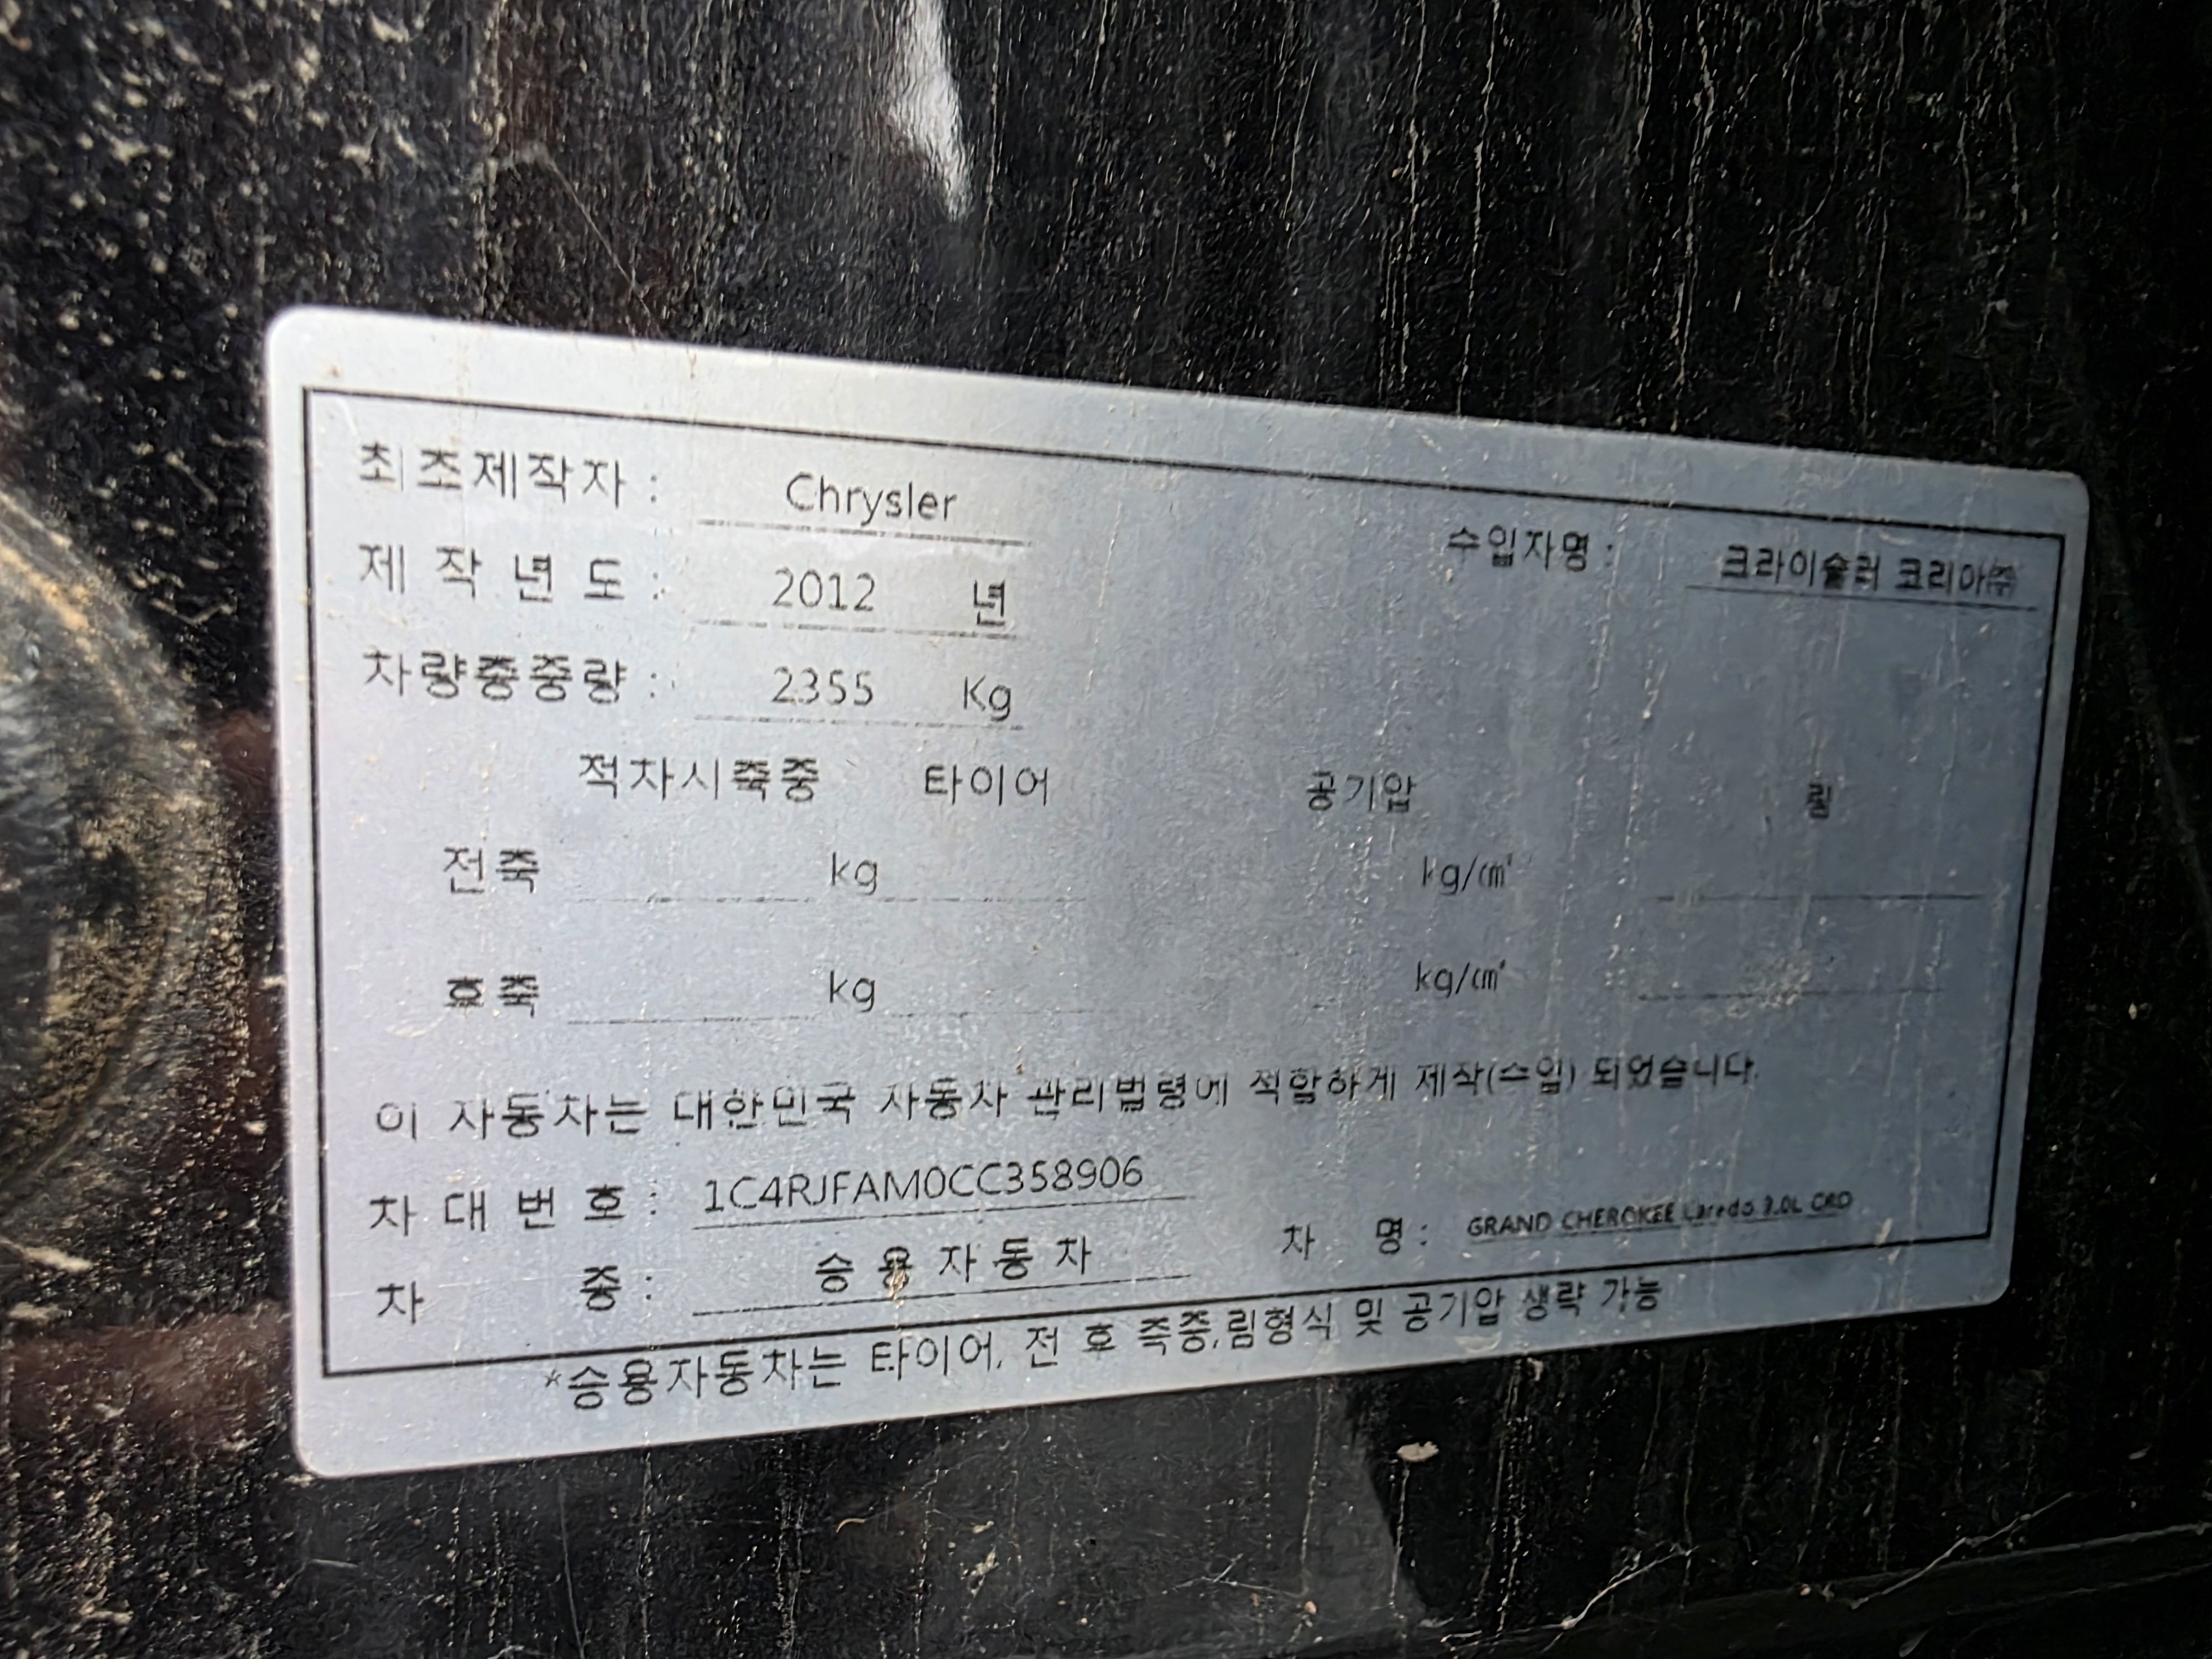 최초제작자 : Chrysler
수입자명 : 크라이슬러 코리아㈜
제작년도 : 2012 년
차량총중량 : 2355 Kg
적차시축중 타이어 공기압 림
전축 kg kg/㎠
후축 kg kg/㎠
이 자동차는 대한민국 자동차 관리법령에 적합하게 제작(수입) 되었습니다.
차대번호 : 1C4RJFAM0CC358906
차종 : 승용자동차 차명 : GRAND CHEROKEE Laredo 3.0L CRD
*승용자동차는 타이어, 전 후 축중,림형식 및 공기압 생략 가능